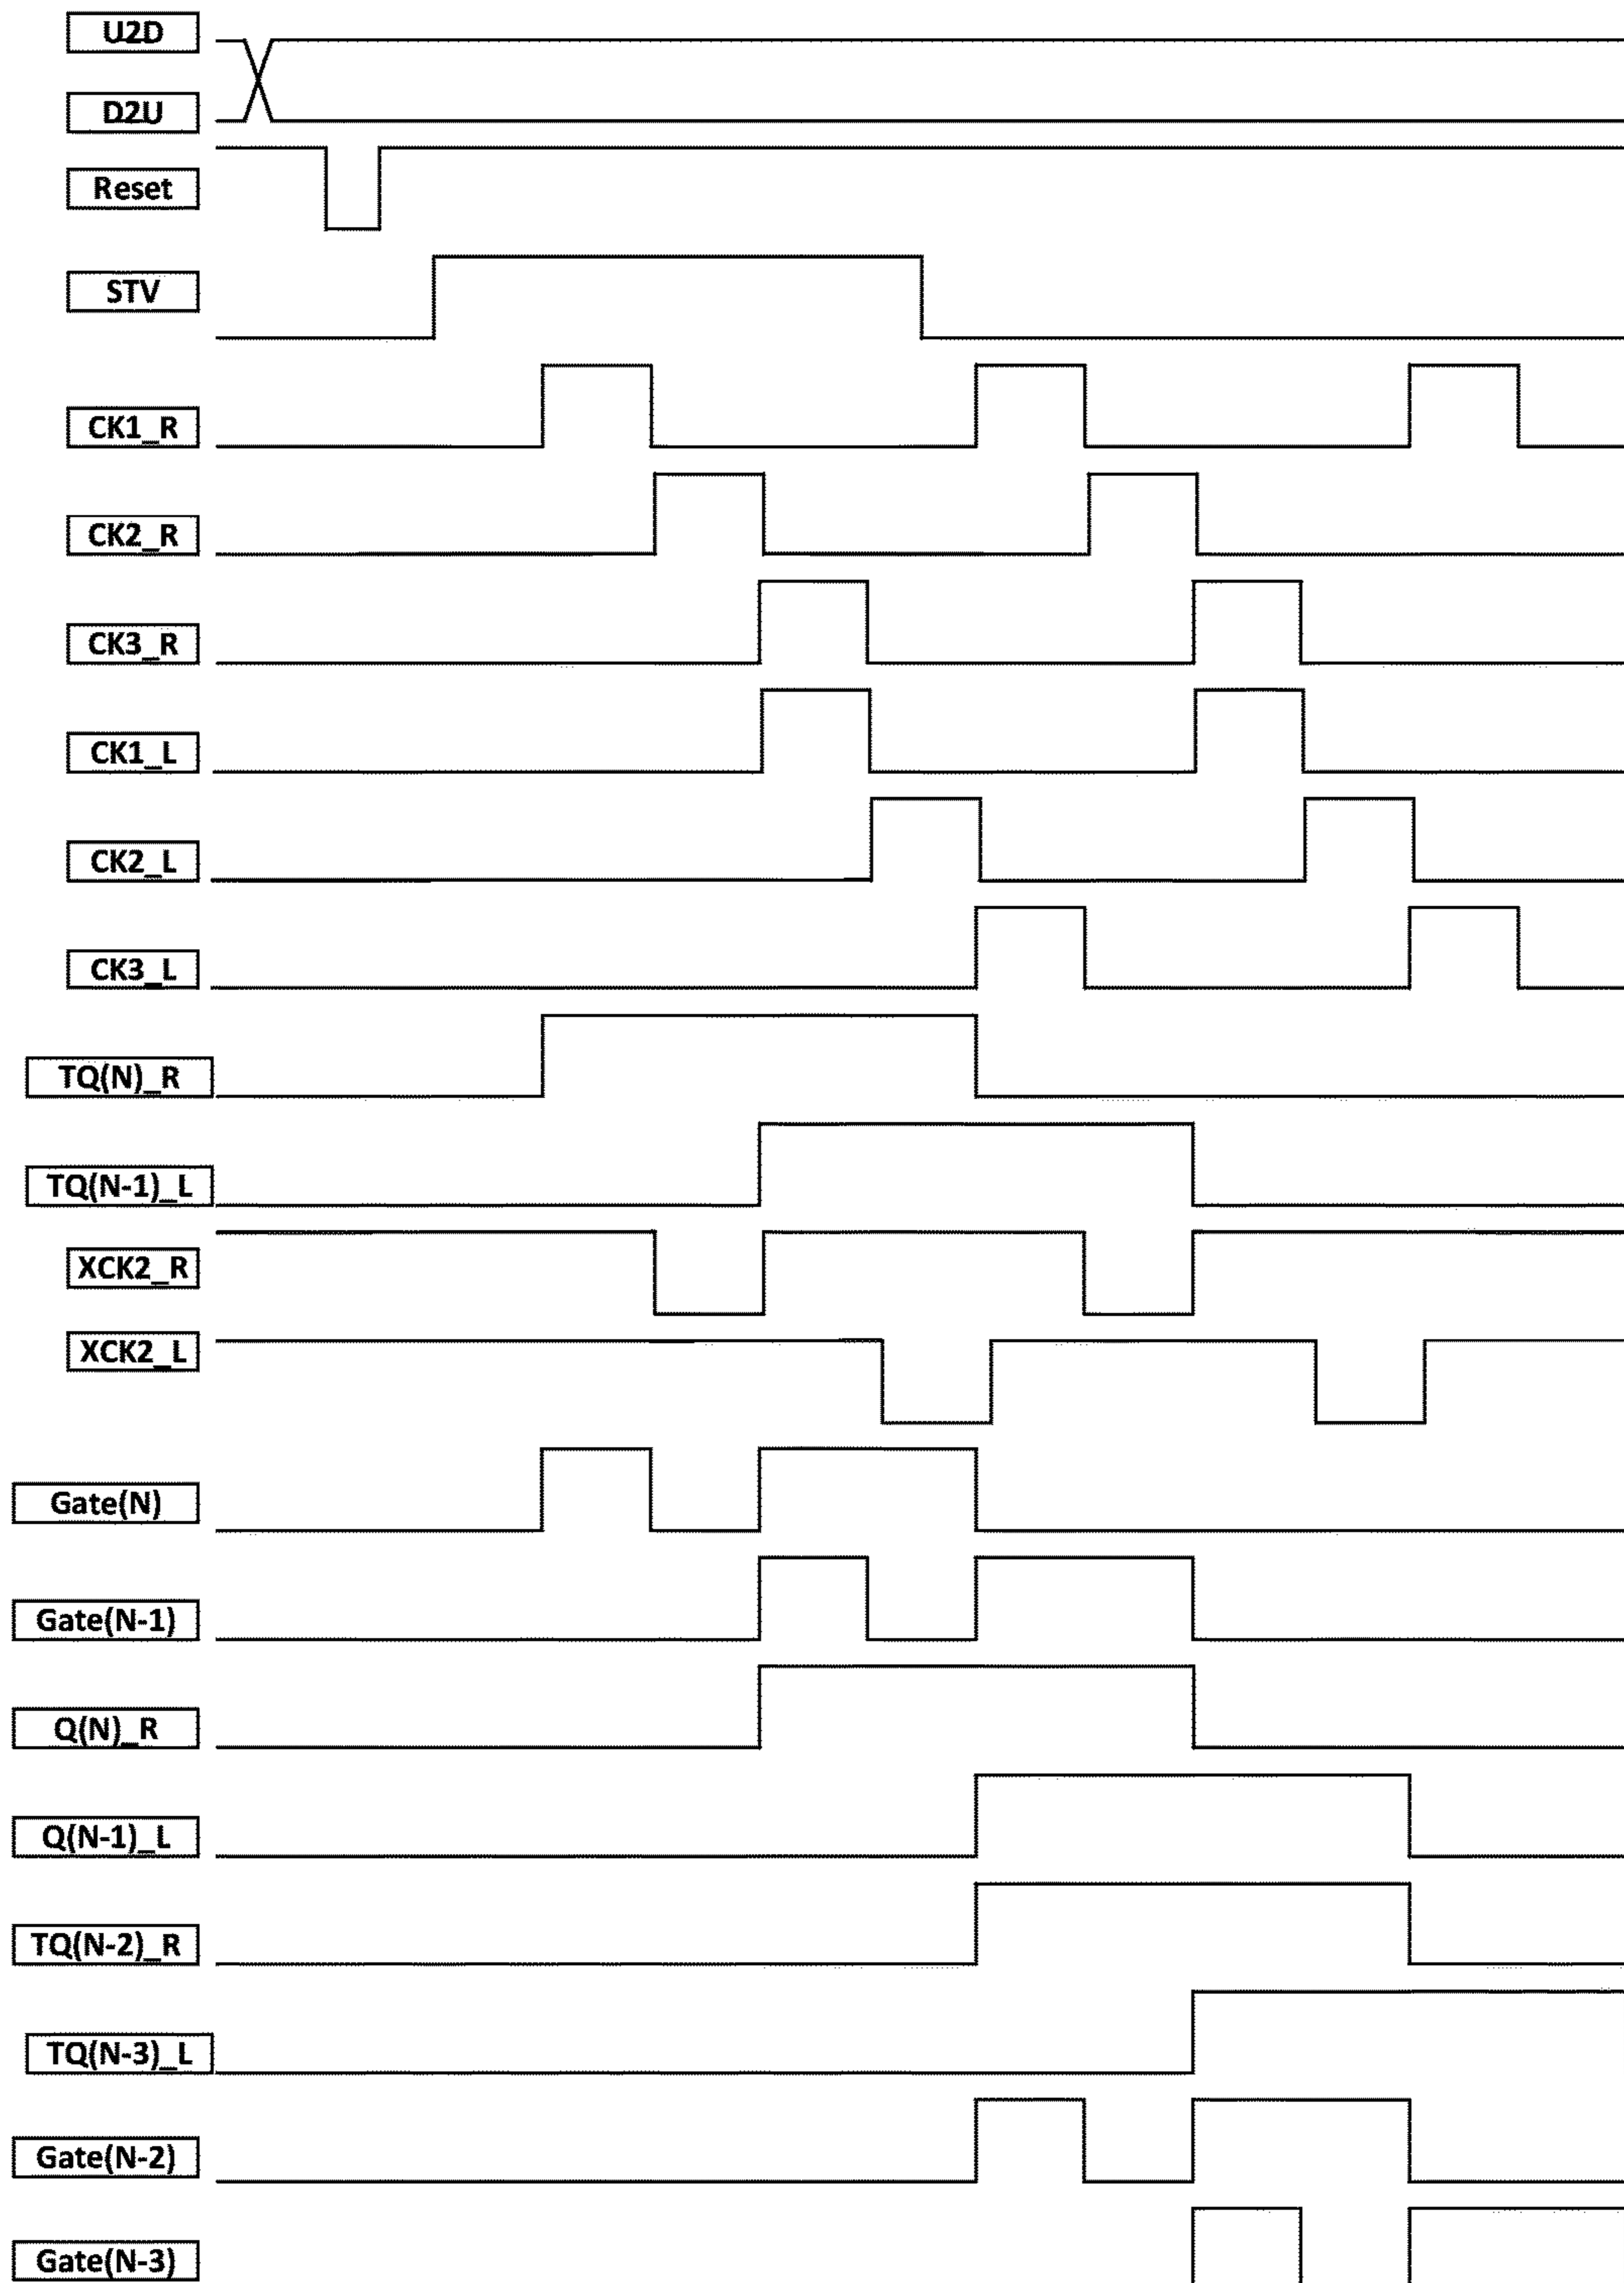 U2D
D2U
Reset
STV
CK1_R
CK2_R
CK3_R
CK1_L
CK2_L
CK3_L
TQ(N)_R
TQ(N-1)_L
XCK2_R
XCK2_L
Gate(N)
Gate(N-1)
Q(N)_R
Q(N-1)_L
TQ(N-2)_R
TQ(N-3)_L
Gate(N-2)
Gate(N-3)